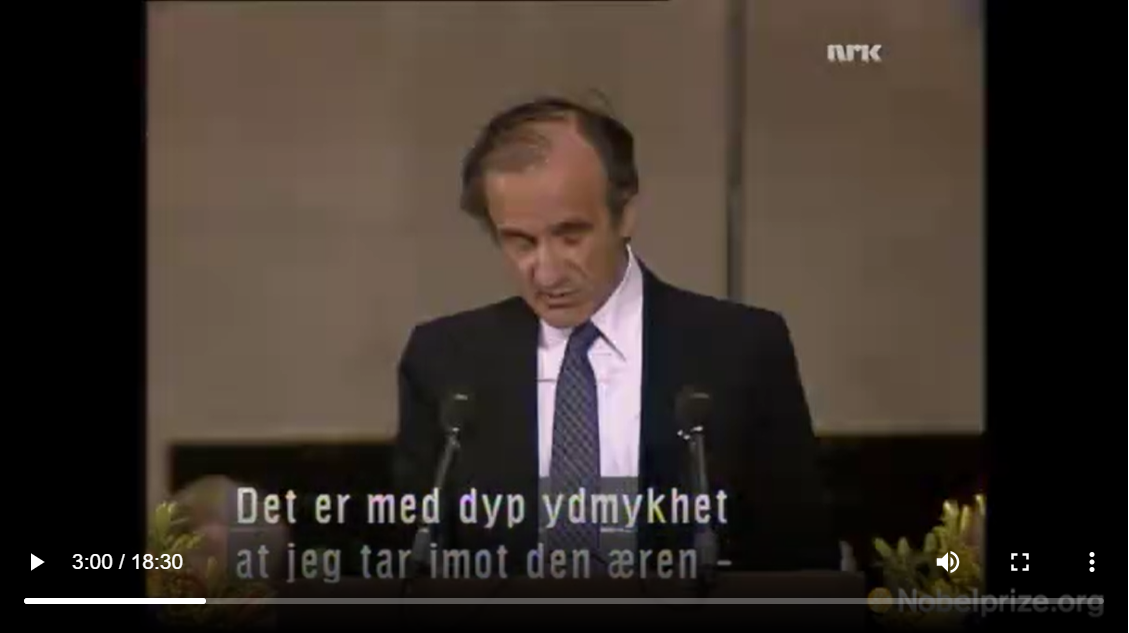 nrk
Det er med dyp ydmykhet
at jeg tar imot den æren -
3:00 / 18:30
Nobelprize.org